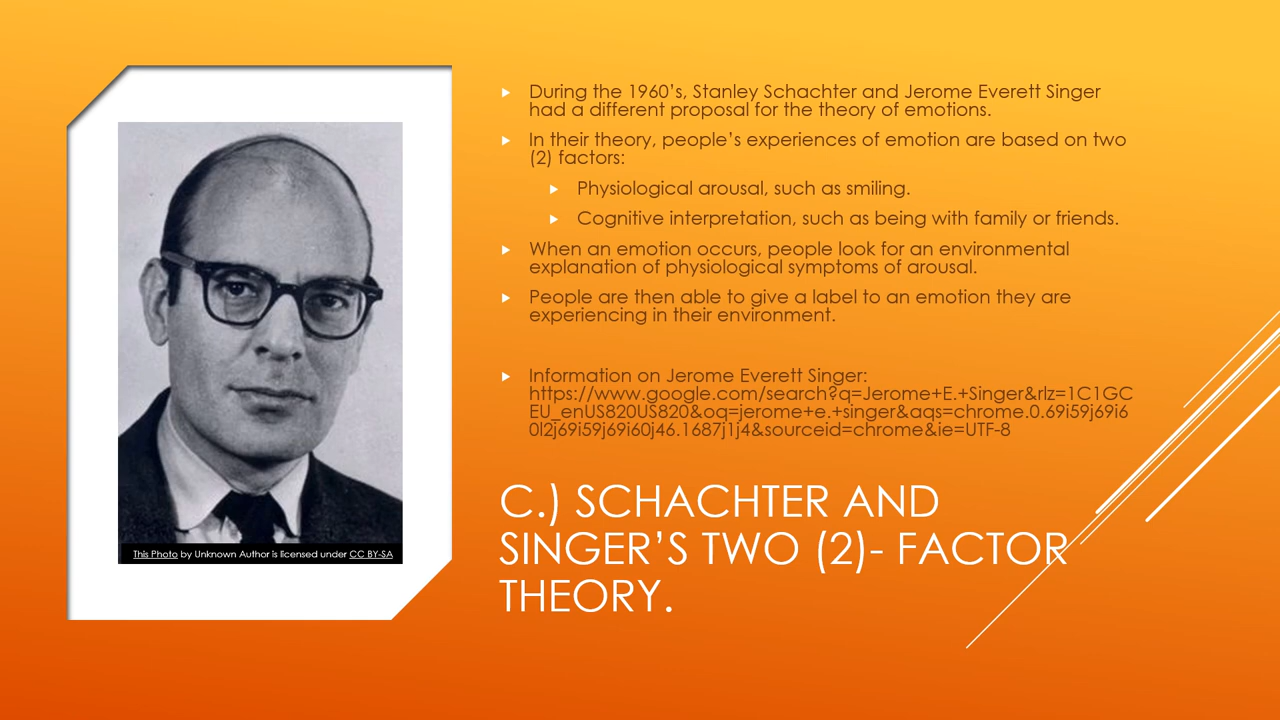 During the 1960’s, Stanley Schachter and Jerome Everett Singer
had a different proposal for the theory of emotions.
In their theory, people’s experiences of emotion are based on two
(2) factors:
Physiological arousal, such as smiling.
Cognitive interpretation, such as being with family or friends.
When an emotion occurs, people look for an environmental
explanation of physiological symptoms of arousal.
People are then able to give a label to an emotion they are
experiencing in their environment.
Information on Jerome Everett Singer:
https://www.google.com/search?q=Jerome+E.+Singer&rlz=1C1GC
EU_enUS820US820&oq=jerome+e.+singer&aqs=chrome.0.69i59j69i6
0l2j69i59j69i60j46.1687j1j4&sourceid=chrome&ie=UTF-8
C.) SCHACHTER AND
SINGER’S TWO (2)- FACTOR
THEORY.
This Photo by Unknown Author is licensed under CC BY-SA